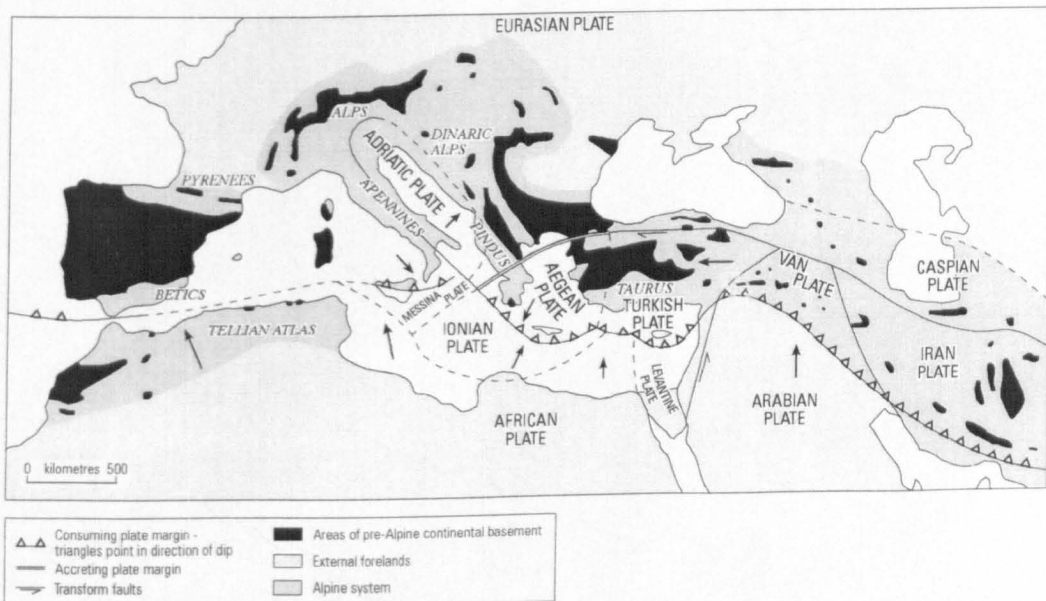 EURASIAN PLATE
ALPS
DINARIC
ALPS
ADRIATIC PLATE
PYRENEES
APENNINES
PINDUS
AEGEAN
PLATE
VAN
PLATE
CASPIAN
PLATE
TAURUS
TURKISH
PLATE
BETICS
MESSINA PLATE
TELLIAN ATLAS
IONIAN
PLATE
IRAN
PLATE
LEVANTINE
PLATE
ARABIAN
PLATE
AFRICAN
PLATE
0 kilometres 500
Consuming plate margin -
triangles point in direction of dip
Accreting plate margin
Transform faults
Areas of pre-Alpine continental basement
External forelands
Alpine system